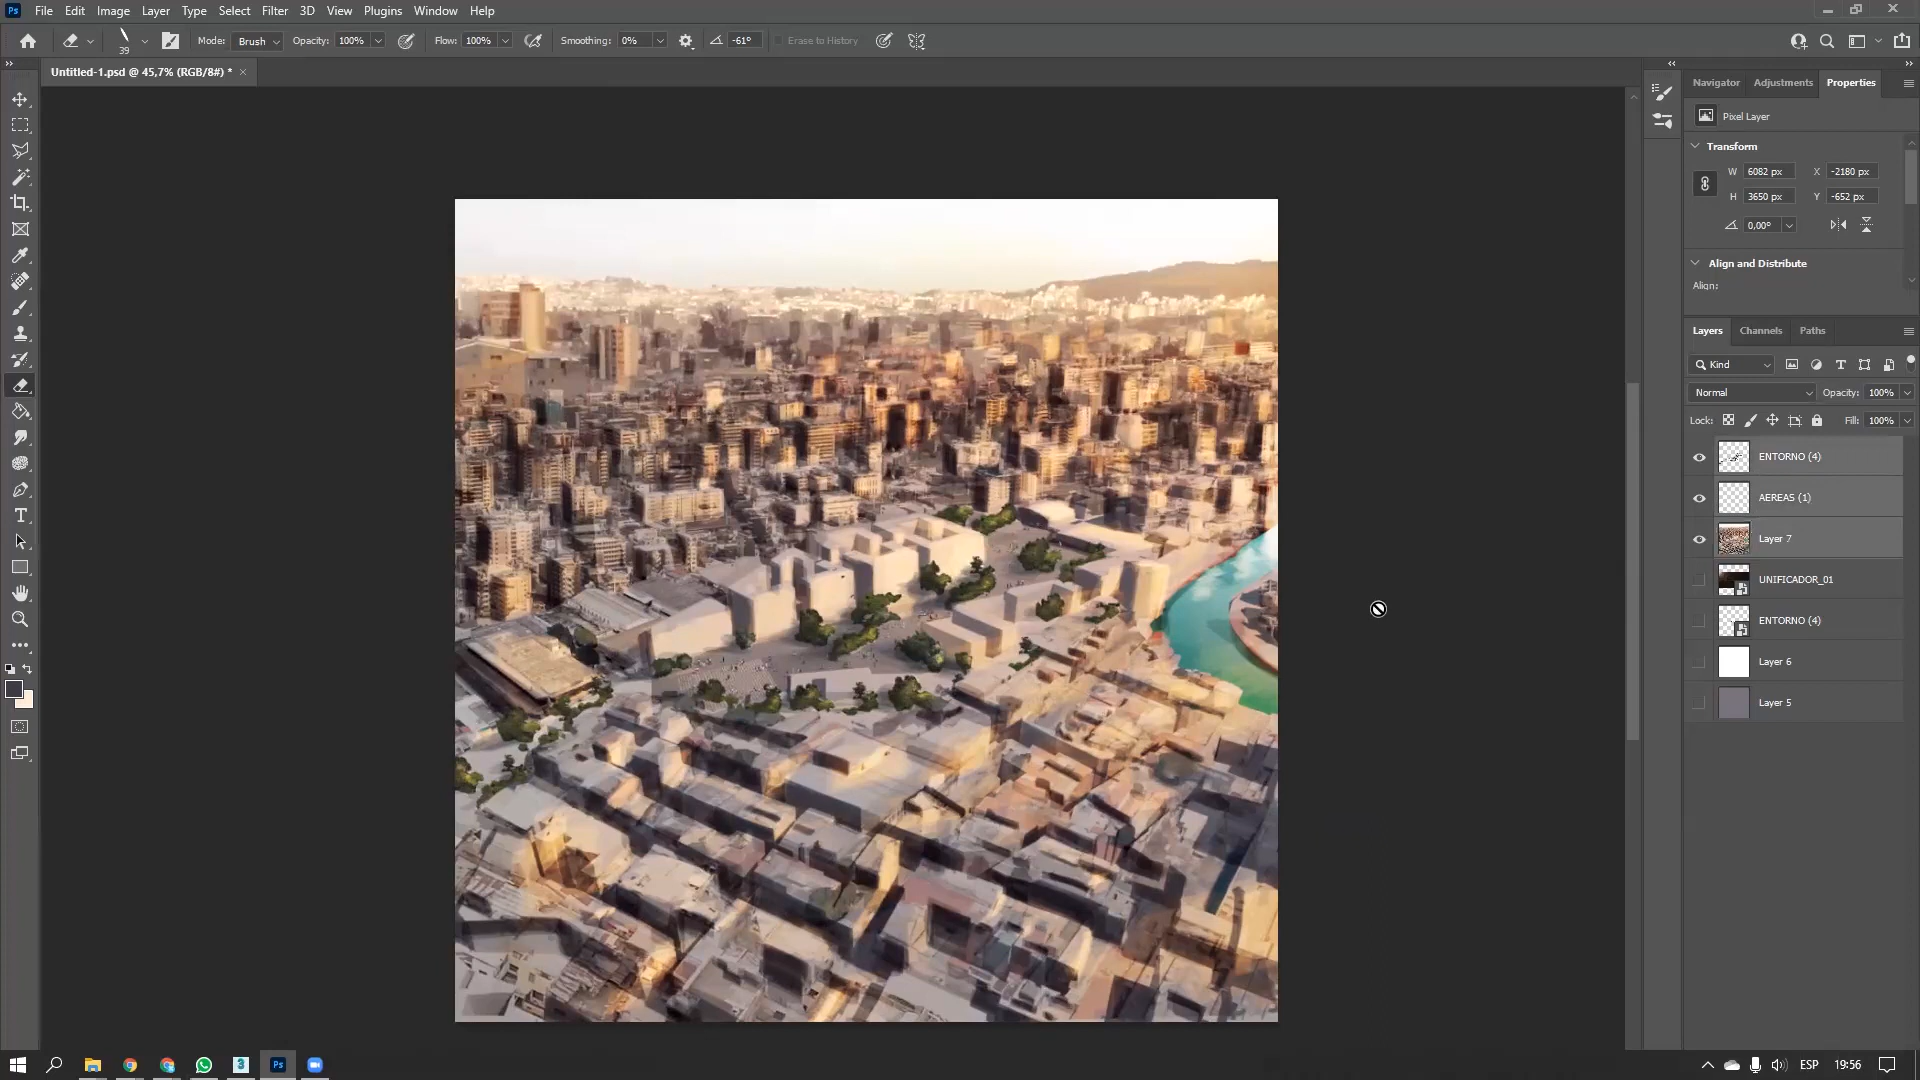 Ps File Edit Image Layer Type Select Filter 3D View Plugins Window Help
39 Mode: Brush Opacity: 100% Flow: 100% Smoothing: 0% -61° Erase to History
Untitled-1.psd @ 45,7% (RGB/8#) * ×
Navigator Adjustments Properties
Pixel Layer
Transform
W 6082 px X -2180 px
H 3650 px Y -652 px
0,00°
Align and Distribute
Align:
Layers Channels Paths
Kind
Normal Opacity: 100%
Lock: Fill: 100%
ENTORNO (4)
AEREAS (1)
Layer 7
UNIFICADOR_01
ENTORNO (4)
Layer 6
Layer 5
3 Ps ESP 19:56